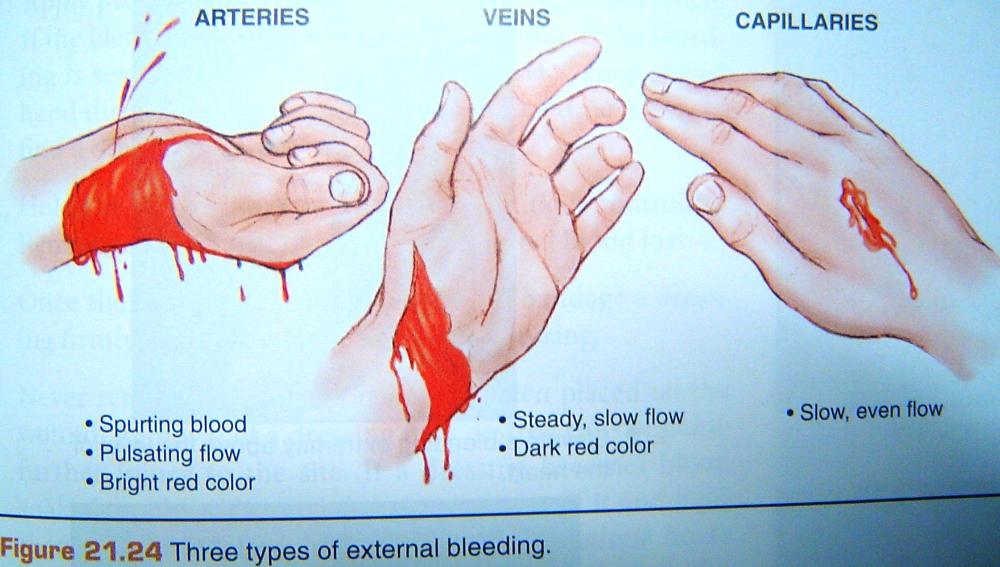 ARTERIES
VEINS
CAPILLARIES
• Spurting blood
• Pulsating flow
• Bright red color
• Steady, slow flow
• Dark red color
• Slow, even flow
Figure 21.24 Three types of external bleeding.